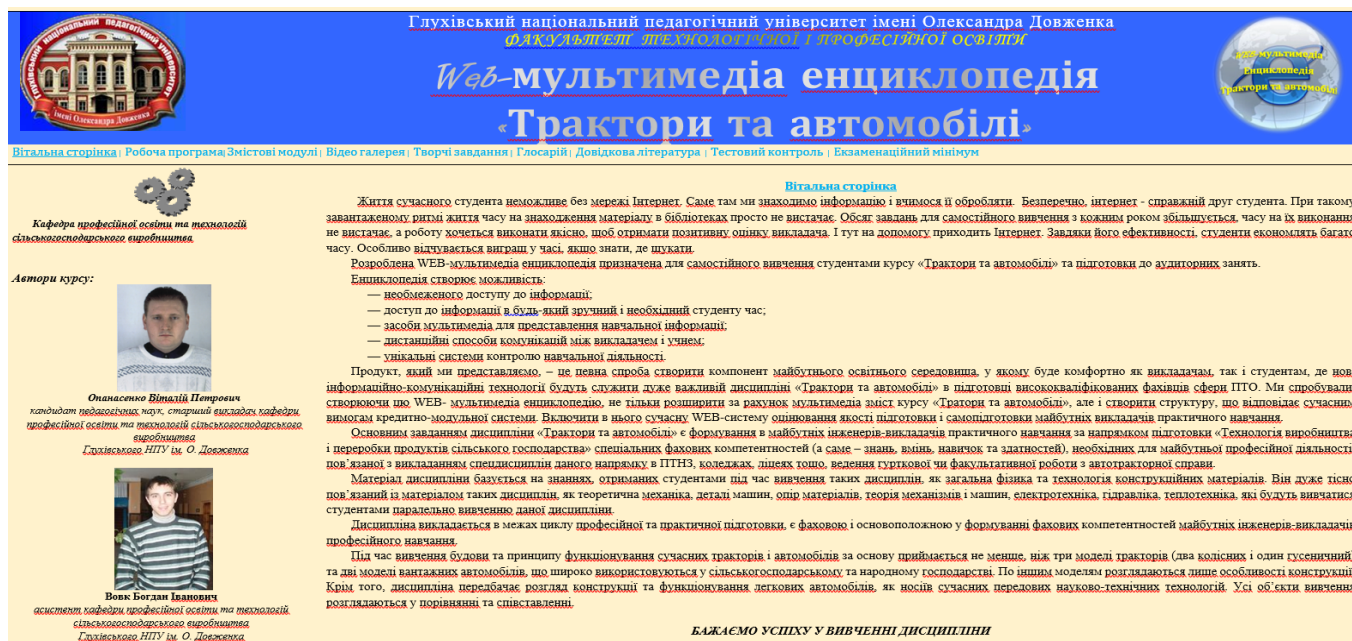 Глухівський національний педагогічний університет імені Олександра Довженка
ФАКУЛЬТЕТ ТЕХНОЛОГІЧНОЇ І ПРОФЕСІЙНОЇ ОСВІТИ
Web-мультимедіа енциклопедія
«Трактори та автомобілі»
Глухівський національний педагогічний університет
імені Олександра Довженка
мультимедіа
Енциклопедія
Трактори та автомобілі
Вітальна сторінка| Робоча програма|Змістові модулі| Відео галерея| Творчі завдання| Глосарій| Довідкова література | Тестовий контроль | Екзаменаційний мінімум
Кафедра професійної освіти та технологій
сільськогосподарського виробництва
Автори курсу:
Опанасенко Віталій Петрович
кандидат педагогічних наук, старший викладач кафедри
професійної освіти та технологій сільськогосподарського
виробництва
Глухівського НПУ ім. О. Довженка
Вовк Богдан Іванович
асистент кафедри професійної освіти та технологій
сільськогосподарського виробництва
Глухівського НПУ ім. О. Довженка
Вітальна сторінка
Життя сучасного студента неможливе без мережі Інтернет. Саме там ми знаходимо інформацію і вчимося її обробляти. Безперечно, інтернет - справжній друг студента. При такому
завантаженому ритмі життя часу на знаходження матеріалу в бібліотеках просто не вистачає. Обсяг завдань для самостійного вивчення з кожним роком збільшується, часу на їх виконання
не вистачає, а роботу хочеться виконати якісно, щоб отримати позитивну оцінку викладача. І тут на допомогу приходить Інтернет. Завдяки його ефективності, студенти економлять багато
часу. Особливо відчувається виграш у часі, якщо знати, де шукати.
Розроблена WEB-мультимедіа енциклопедія призначена для самостійного вивчення студентами курсу «Трактори та автомобілі» та підготовки до аудиторних занять.
Енциклопедія створює можливість:
— необмеженого доступу до інформації;
— доступ до інформації в будь-який зручний і необхідний студенту час;
— засоби мультимедіа для представлення навчальної інформації;
— дистанційні способи комунікацій між викладачем і учнем;
— унікальні системи контролю навчальної діяльності.
Продукт, який ми представляємо, – це певна спроба створити компонент майбутнього освітнього середовища, у якому буде комфортно як викладачам, так і студентам, де нові
інформаційно-комунікаційні технології будуть служити дуже важливій дисципліні «Трактори та автомобілі» в підготовці висококваліфікованих фахівців сфери ПТО. Ми спробували
створюючи цю WEB- мультимедіа енциклопедію, не тільки розширити за рахунок мультимедіа зміст курсу «Тратори та автомобілі», але і створити структуру, що відповідає сучасним
вимогам кредитно-модульної системи. Включити в нього сучасну WEB-систему оцінювання якості підготовки і самопідготовки майбутніх викладачів практичного навчання.
Основним завданням дисципліни «Трактори та автомобілі» є формування в майбутніх інженерів-викладачів практичного навчання за напрямком підготовки «Технологія виробництва
і переробки продуктів сільського господарства» спеціальних фахових компетентностей (а саме – знань, вмінь, навичок та здатностей), необхідних для майбутньої професійної діяльності
пов’язаної з викладанням спецдисциплін даного напрямку в ПТНЗ, коледжах, ліцеях тощо, ведення гурткової чи факультативної роботи з автотракторної справи.
Матеріал дисципліни базується на знаннях, отриманих студентами під час вивчення таких дисциплін, як загальна фізика та технологія конструкційних матеріалів. Він дуже тісно
пов’язаний із матеріалом таких дисциплін, як теоретична механіка, деталі машин, опір матеріалів, теорія механізмів і машин, електротехніка, гідравліка, теплотехніка, які будуть вивчатися
студентами паралельно вивченню даної дисципліни.
Дисципліна викладається в межах циклу професійної та практичної підготовки, є фаховою і основоположною у формуванні фахових компетентностей майбутніх інженерів-викладачів
професійного навчання.
Під час вивчення будови та принципу функціонування сучасних тракторів і автомобілів за основу приймається не менше, ніж три моделі тракторів (два колісних і один гусеничний)
та дві моделі вантажних автомобілів, що широко використовуються у сільськогосподарському та народному господарстві. По іншим моделям розглядаються лише особливості конструкції
Крім того, дисципліна передбачає розгляд конструкції та функціонування легкових автомобілів, як носіїв сучасних передових науково-технічних технологій. Усі об’єкти вивчення
розглядаються у порівнянні та співставленні.
БАЖАЄМО УСПІХУ У ВИВЧЕННІ ДИСЦИПЛІНИ